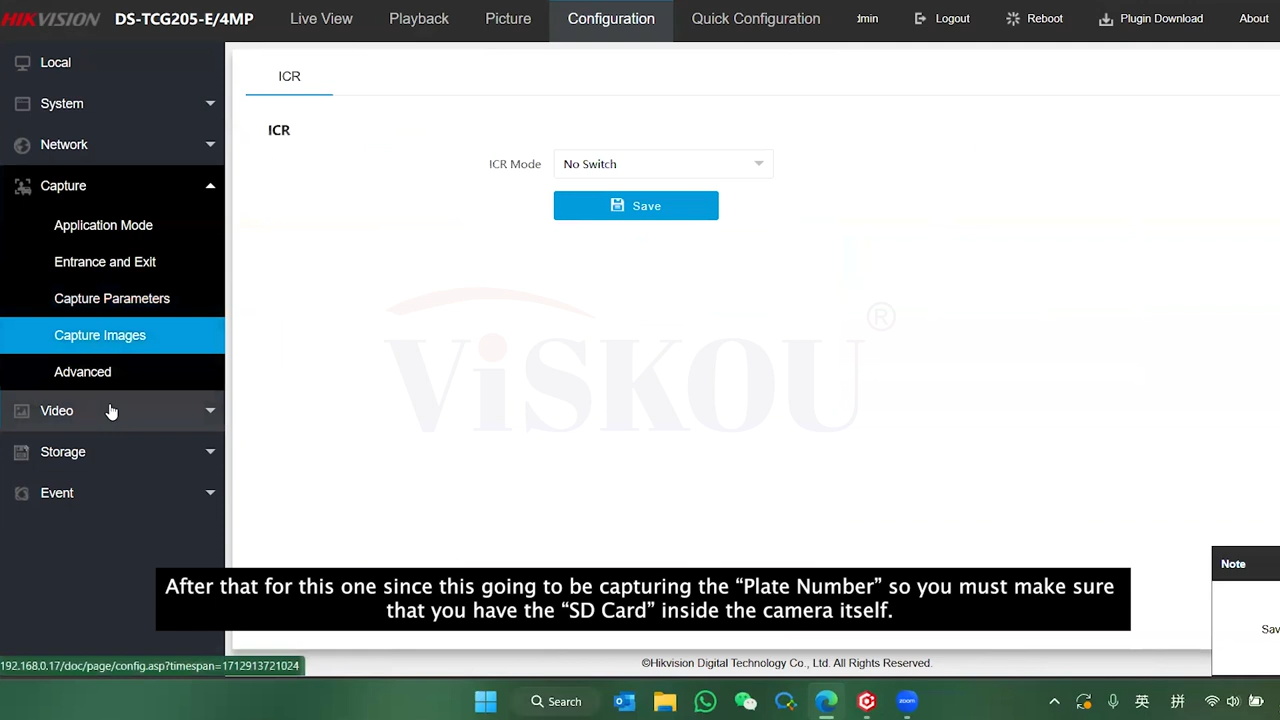 HIKVISION DS-TCG205-E/4MP Live View Playback Picture Configuration Quick Configuration :min Logout Reboot Plugin Download About
Local
System
Network
Capture
Application Mode
Entrance and Exit
Capture Parameters
Capture Images
Advanced
Video
Storage
Event
ICR
ICR
ICR Mode No Switch
Save
ViSKOU ®
Note
Sav
After that for this one since this going to be capturing the “Plate Number” so you must make sure
that you have the “SD Card” inside the camera itself.
192.168.0.17/doc/page/config.asp?timespan=1712913721024
©Hikvision Digital Technology Co., Ltd. All Rights Reserved.
Search
zoom
英 拼